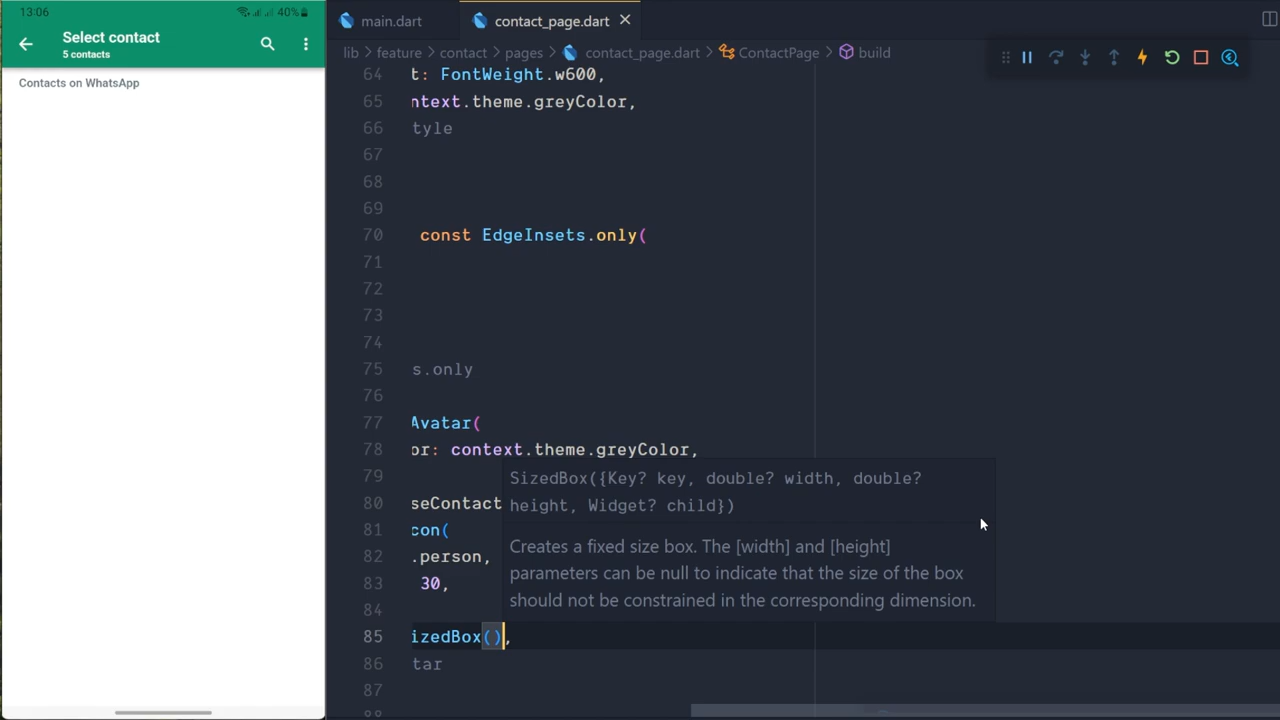 13:06
40%
Select contact
5 contacts
Contacts on WhatsApp
main.dart
contact_page.dart
lib > feature > contact > pages > contact_page.dart > ContactPage > build
64 t: FontWeight.w600,
65 ntext.theme.greyColor,
66 tyle
67
68
69
70 const EdgeInsets.only(
71
72
73
74
75 s.only
76
77 Avatar(
78 or: context.theme.greyColor,
79
80 seContact
81 con(
82 .person,
83 30,
84
85 izedBox(),
86 tar
87
88
SizedBox({Key? key, double? width, double?
height, Widget? child})
Creates a fixed size box. The [width] and [height]
parameters can be null to indicate that the size of the box
should not be constrained in the corresponding dimension.